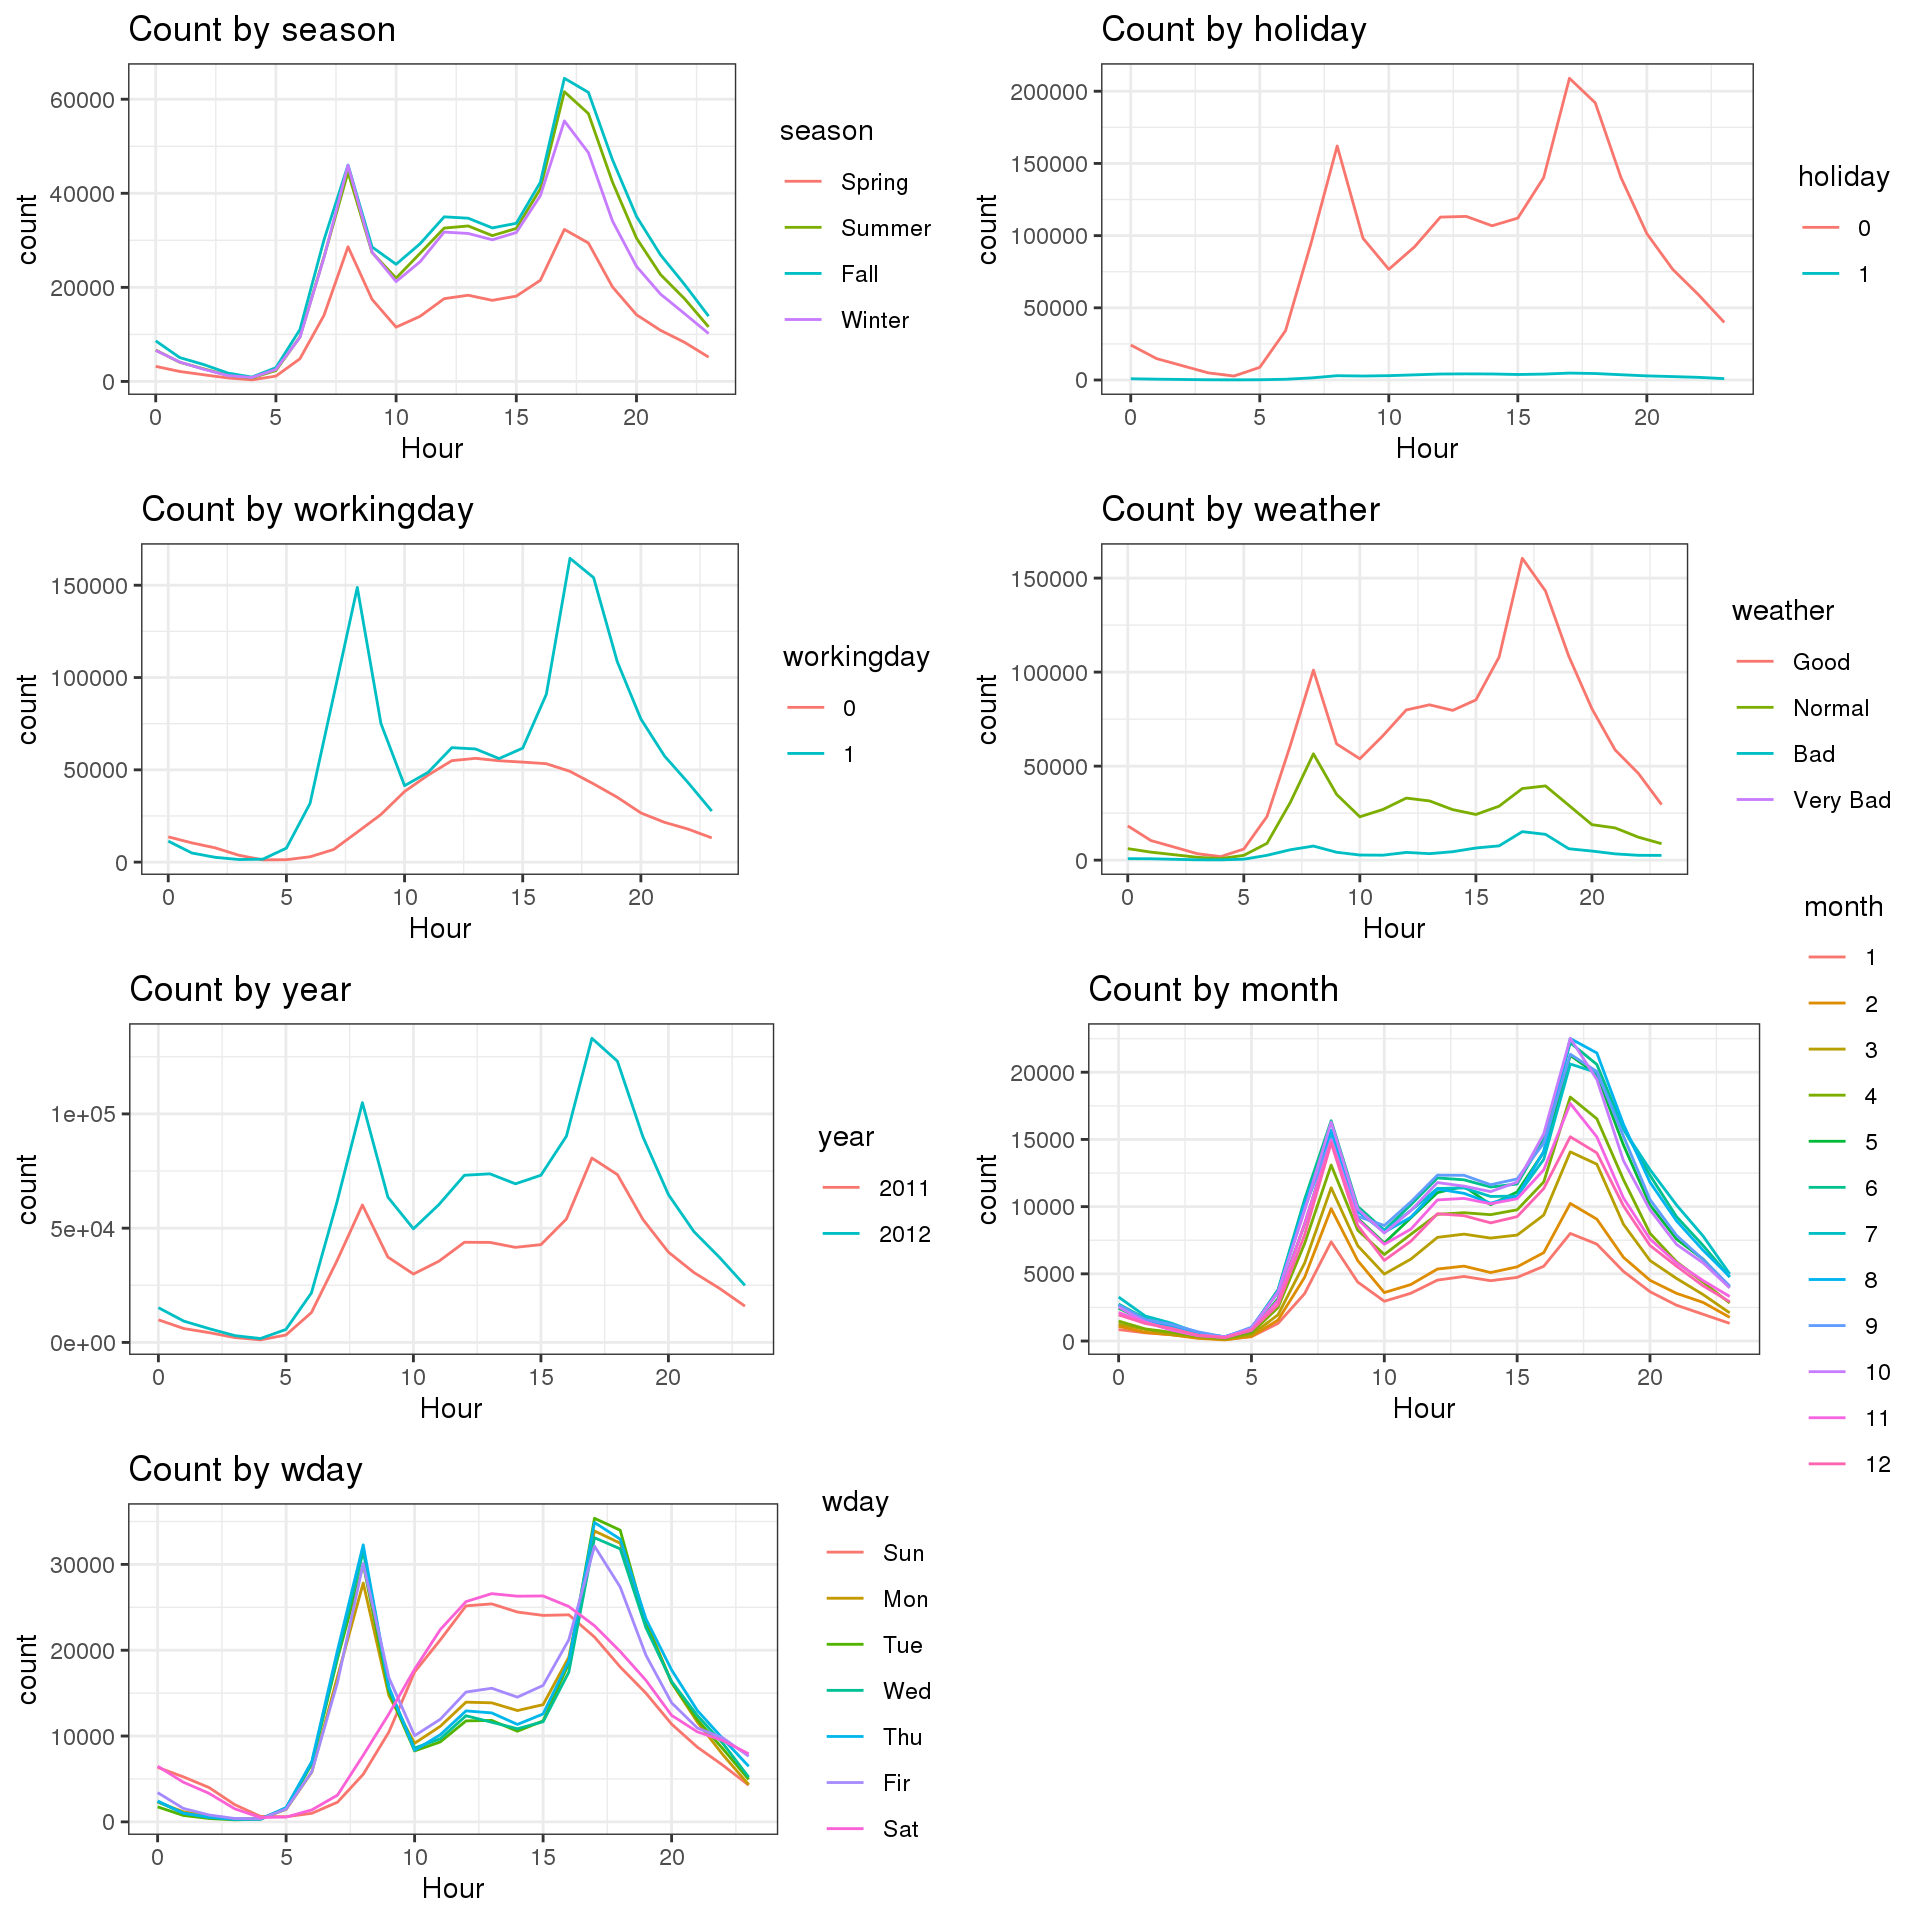 Count by season
60000
40000
20000
0
count
0 5 10 15 20
Hour
season
Spring
Summer
Fall
Winter
Count by holiday
200000
150000
100000
50000
0
count
0 5 10 15 20
Hour
holiday
0
1
Count by workingday
150000
100000
50000
0
count
0 5 10 15 20
Hour
workingday
0
1
Count by weather
150000
100000
50000
0
count
0 5 10 15 20
Hour
weather
Good
Normal
Bad
Very Bad
Count by year
1e+05
5e+04
0e+00
count
0 5 10 15 20
Hour
year
2011
2012
Count by month
20000
15000
10000
5000
0
count
0 5 10 15 20
Hour
month
1
2
3
4
5
6
7
8
9
10
11
12
Count by wday
30000
20000
10000
0
count
0 5 10 15 20
Hour
wday
Sun
Mon
Tue
Wed
Thu
Fir
Sat